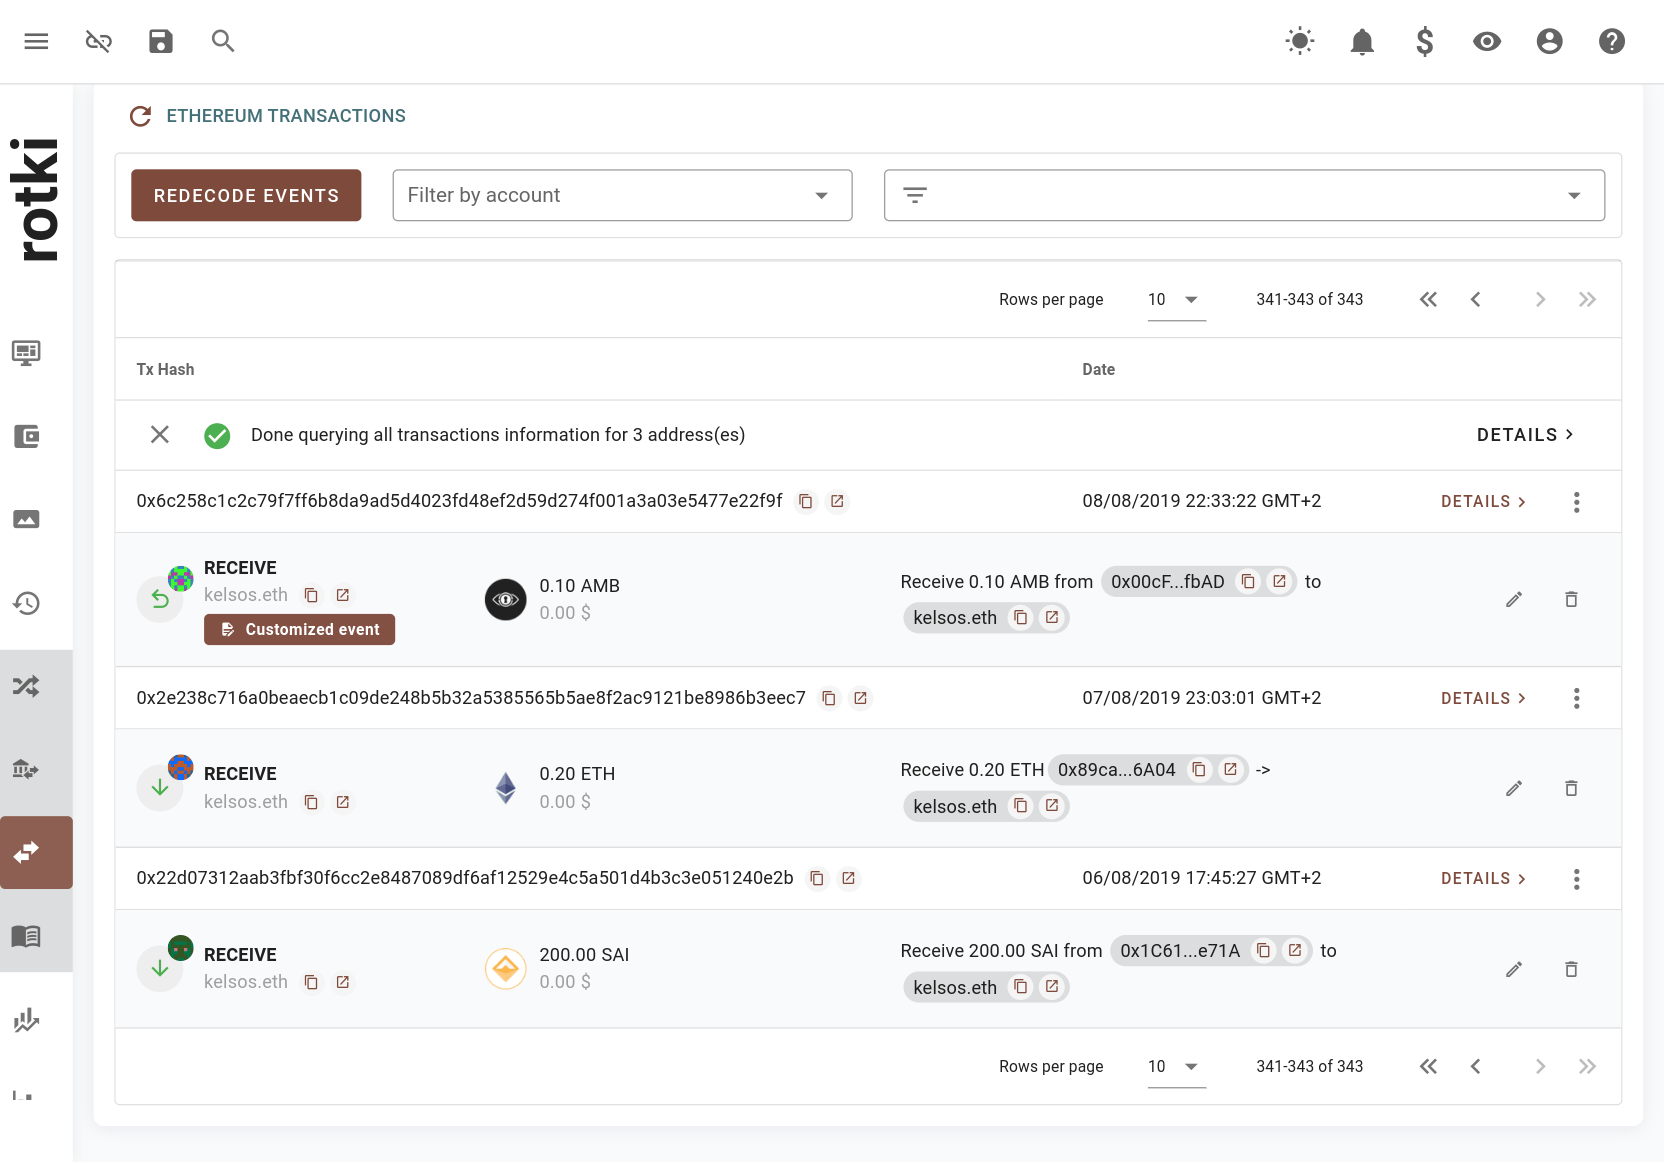 rotki
ETHEREUM TRANSACTIONS
REDECODE EVENTS
Filter by account
Rows per page 10 341-343 of 343
Tx Hash Date
Done querying all transactions information for 3 address(es) DETAILS
0x6c258c1c2c79f7ff6b8da9ad5d4023fd48ef2d59d274f001a3a03e5477e22f9f 08/08/2019 22:33:22 GMT+2 DETAILS
RECEIVE
kelsos.eth
Customized event
0.10 AMB
0.00 $
Receive 0.10 AMB from 0x00cF...fbAD to
kelsos.eth
0x2e238c716a0beaecb1c09de248b5b32a5385565b5ae8f2ac9121be8986b3eec7 07/08/2019 23:03:01 GMT+2 DETAILS
RECEIVE
kelsos.eth
0.20 ETH
0.00 $
Receive 0.20 ETH 0x89ca...6A04 ->
kelsos.eth
0x22d07312aab3fbf30f6cc2e8487089df6af12529e4c5a501d4b3c3e051240e2b 06/08/2019 17:45:27 GMT+2 DETAILS
RECEIVE
kelsos.eth
200.00 SAI
0.00 $
Receive 200.00 SAI from 0x1C61...e71A to
kelsos.eth
Rows per page 10 341-343 of 343